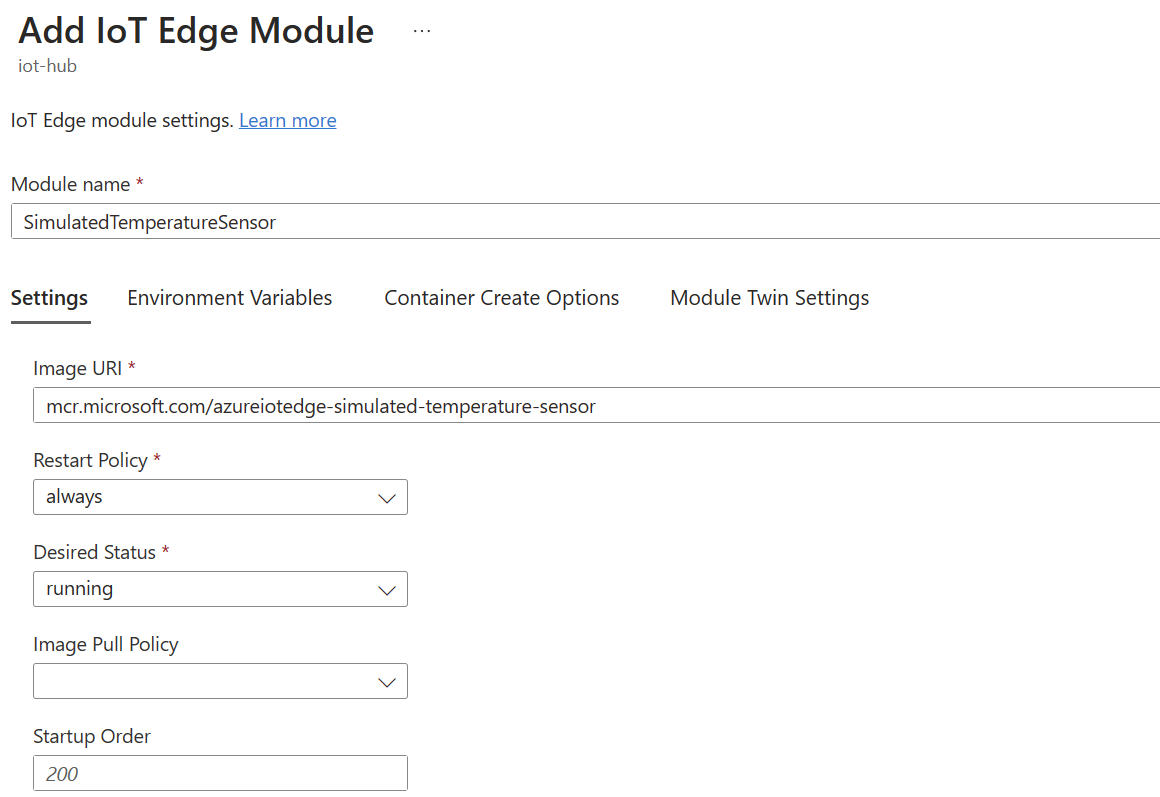 Add IoT Edge Module ...
iot-hub
IoT Edge module settings. Learn more
Module name *
SimulatedTemperatureSensor
Settings Environment Variables Container Create Options Module Twin Settings
Image URI *
mcr.microsoft.com/azureiotedge-simulated-temperature-sensor
Restart Policy *
always
Desired Status *
running
Image Pull Policy
Startup Order
200